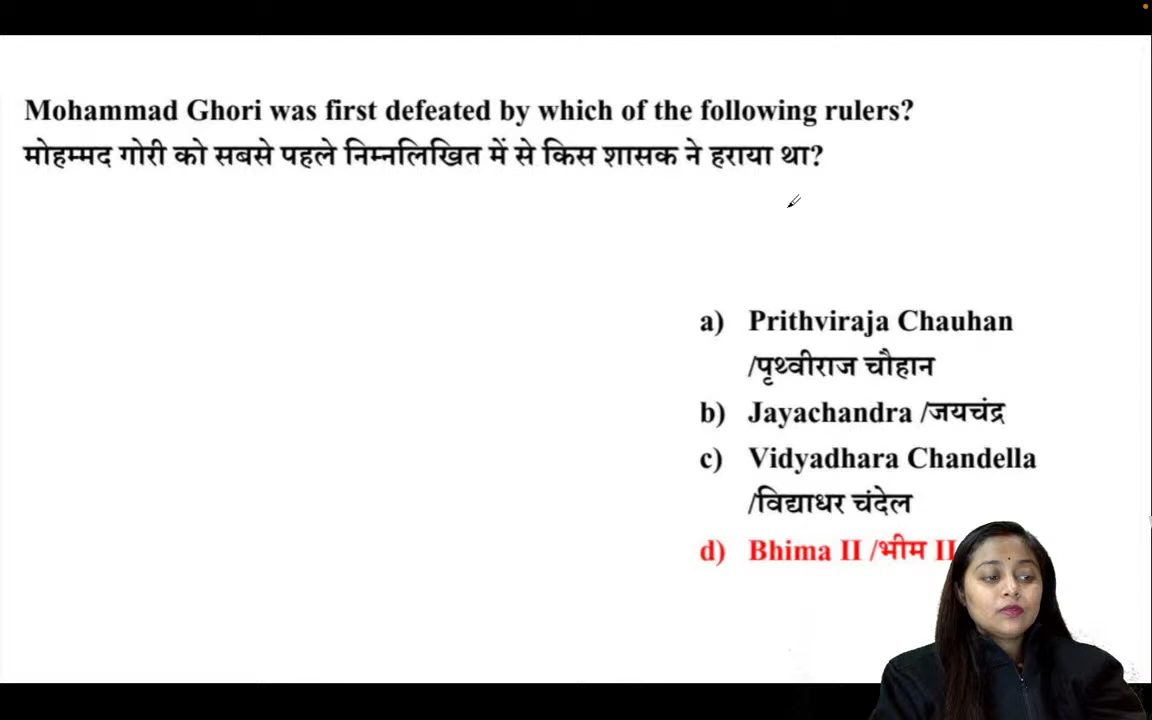 Mohammad Ghori was first defeated by which of the following rulers?
मोहम्मद गोरी को सबसे पहले निम्नलिखित में से किस शासक ने हराया था?
a) Prithviraja Chauhan
/पृथ्वीराज चौहान
b) Jayachandra /जयचंद्र
c) Vidyadhara Chandella
/विद्याधर चंदेल
d) Bhima II /भीम II